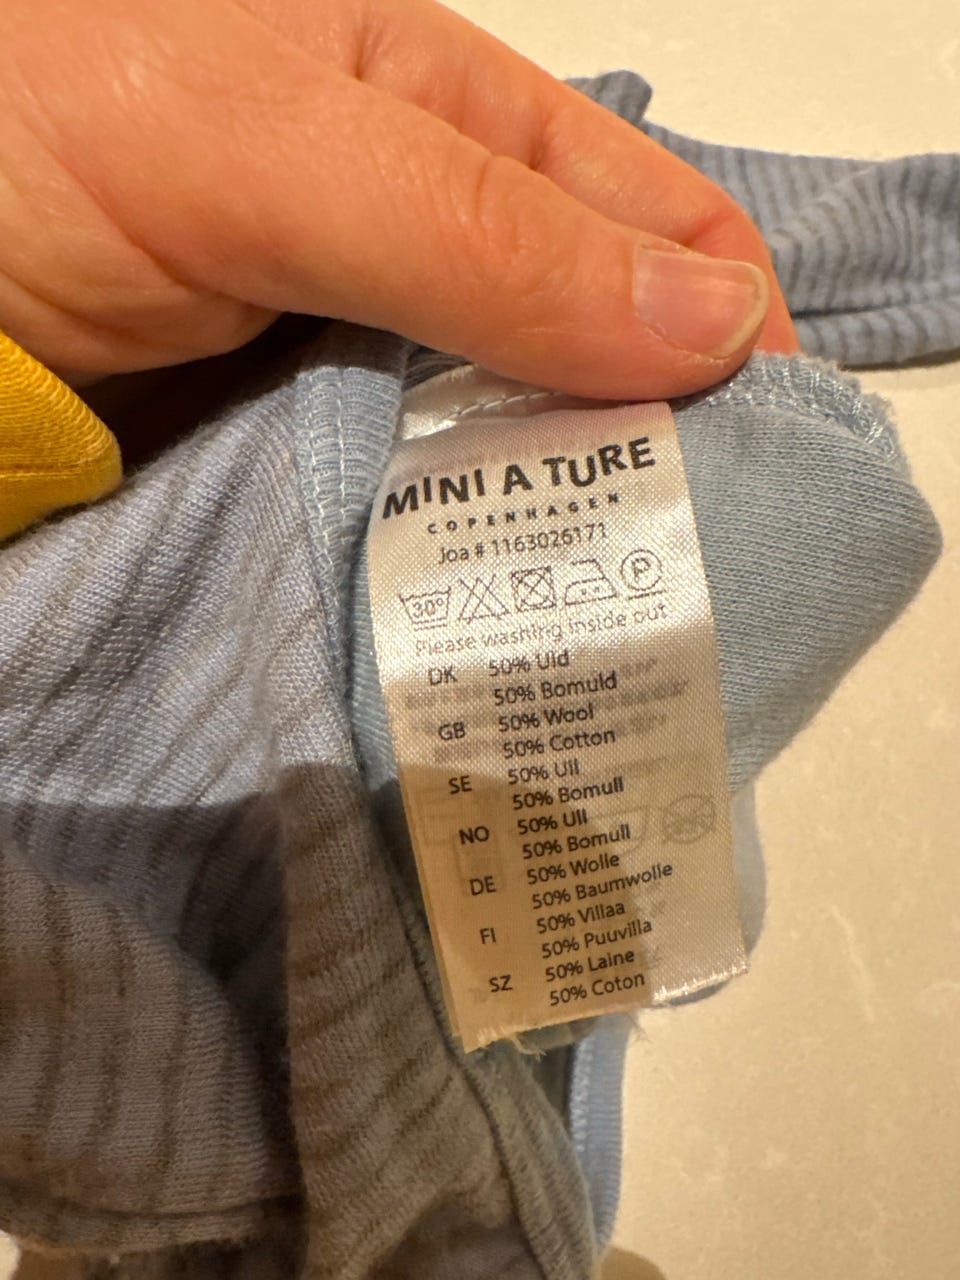 MINI A TURE
COPENHAGEN
Joa # 1163026171
30° P
Please washing inside out
DK 50% Uld
50% Bomuld
GB 50% Wool
50% Cotton
SE 50% Ull
50% Bomull
NO 50% Ull
50% Bomull
DE 50% Wolle
50% Baumwolle
FI 50% Villaa
50% Puuvilla
SZ 50% Laine
50% Coton